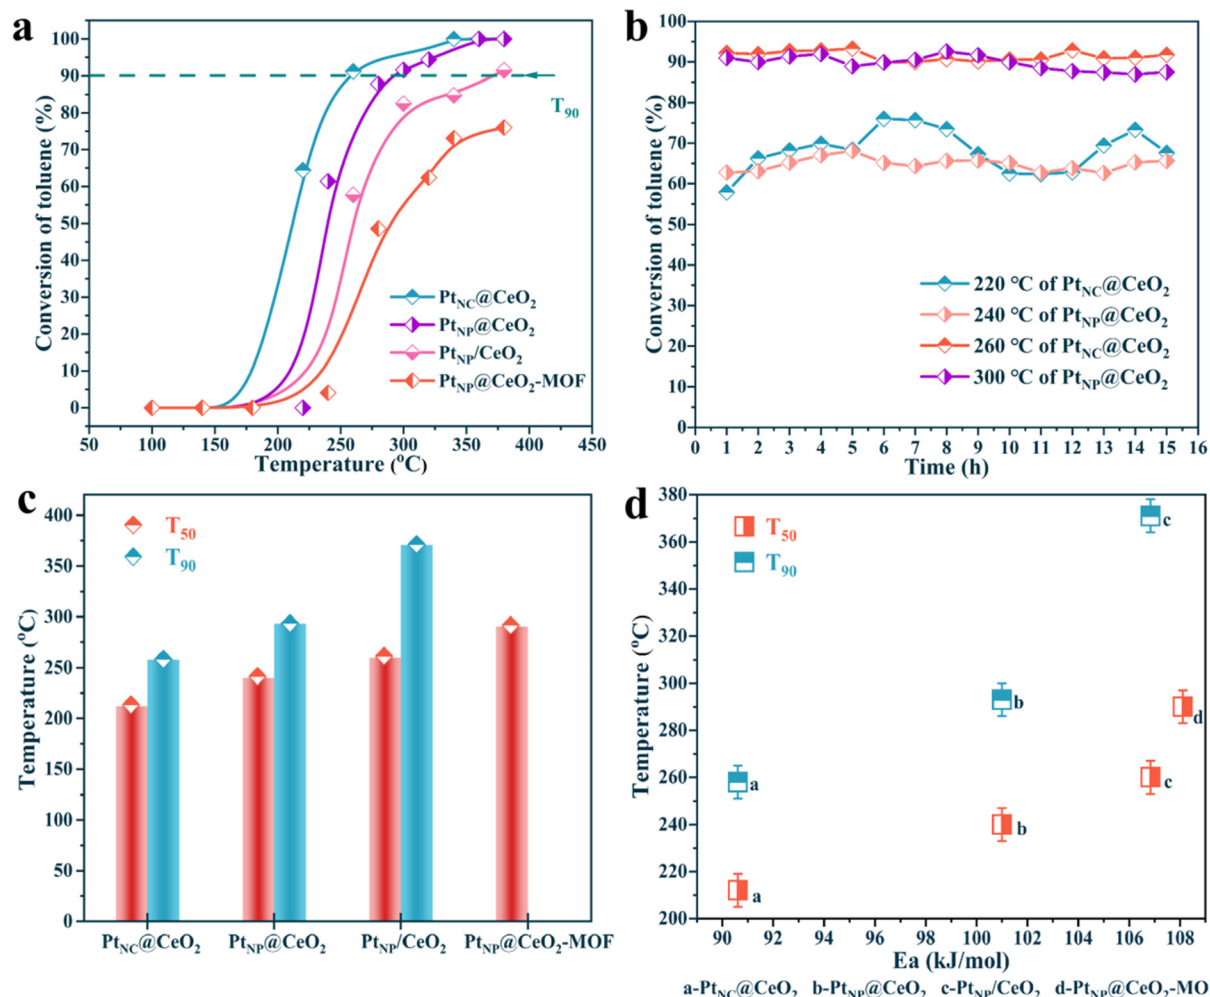 a
Conversion of toluene (%)
100
90
80
70
60
50
40
30
20
10
0
T90
PtNC@CeO2
PtNP@CeO2
PtNP/CeO2
PtNP@CeO2-MOF
50 100 150 200 250 300 350 400 450
Temperature (°C)
b
Conversion of toluene (%)
100
90
80
70
60
50
40
30
20
10
0
220 °C of PtNC@CeO2
240 °C of PtNP@CeO2
260 °C of PtNC@CeO2
300 °C of PtNP@CeO2
0 1 2 3 4 5 6 7 8 9 10 11 12 13 14 15 16
Time (h)
c
Temperature (°C)
400
350
300
250
200
150
100
50
0
T50
T90
PtNC@CeO2 PtNP@CeO2 PtNP/CeO2 PtNP@CeO2-MOF
d
Temperature (°C)
380
360
340
320
300
280
260
240
220
200
T50
T90
c
b
a
d
c
b
a
90 92 94 96 98 100 102 104 106 108
Ea (kJ/mol)
a-PtNC@CeO2 b-PtNP@CeO2 c-PtNP/CeO2 d-PtNP@CeO2-MO